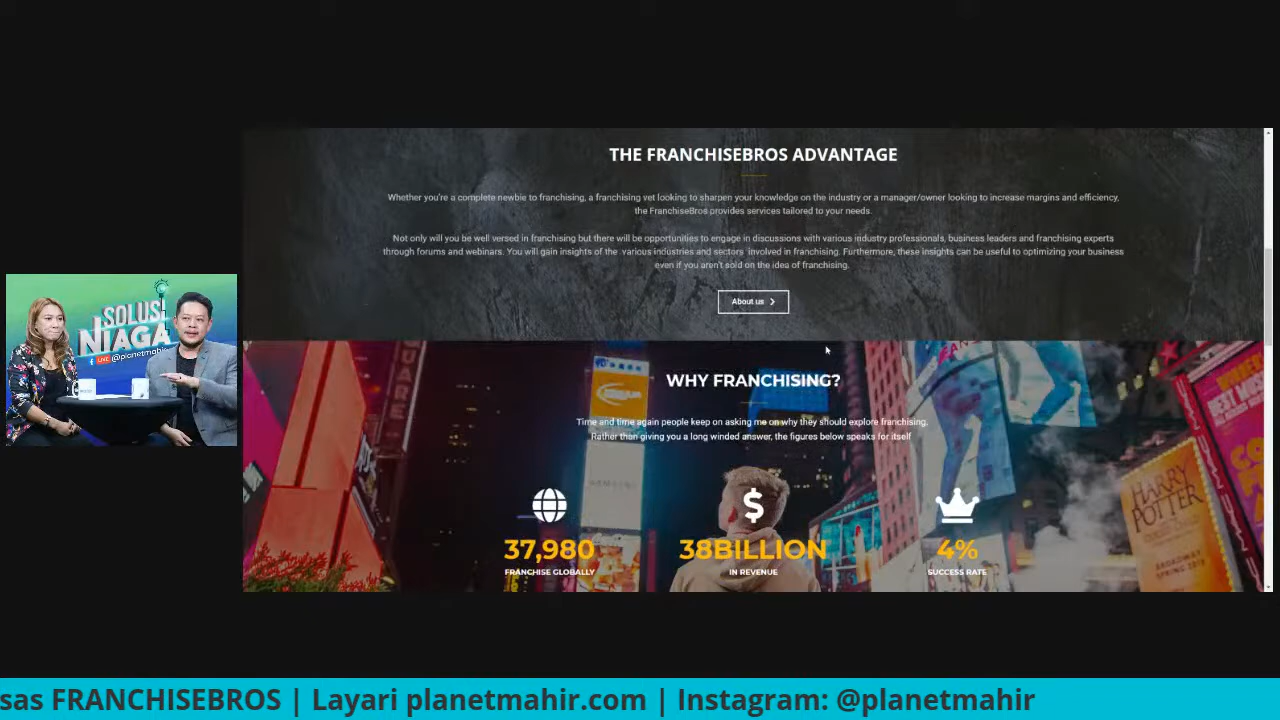 THE FRANCHISEBROS ADVANTAGE
Whether you're a complete newbie to franchising, a franchising vet looking to sharpen your knowledge on the industry or a manager/owner looking to increase margins and efficiency,
the FranchiseBros provides services tailored to your needs.
Not only will you be well versed in franchising but there will be opportunities to engage in discussions with various industry professionals, business leaders and franchising experts
through forums and webinars. You will gain insights of the various industries and sectors involved in franchising. Furthermore, these insights can be useful to optimizing your business
even if you aren't sold on the idea of franchising.
About us
SOLUSI
NIAGA
LIVE @planetmahir
WHY FRANCHISING?
Time and time again people keep on asking me on why they should explore franchising.
Rather than giving you a long winded answer, the figures below speaks for itself
37,980
FRANCHISE GLOBALLY
38BILLION
IN REVENUE
4%
SUCCESS RATE
HARRY
POTTER
BROADWAY
SPRING 2018
sas FRANCHISEBROS | Layari planetmahir.com | Instagram: @planetmahir